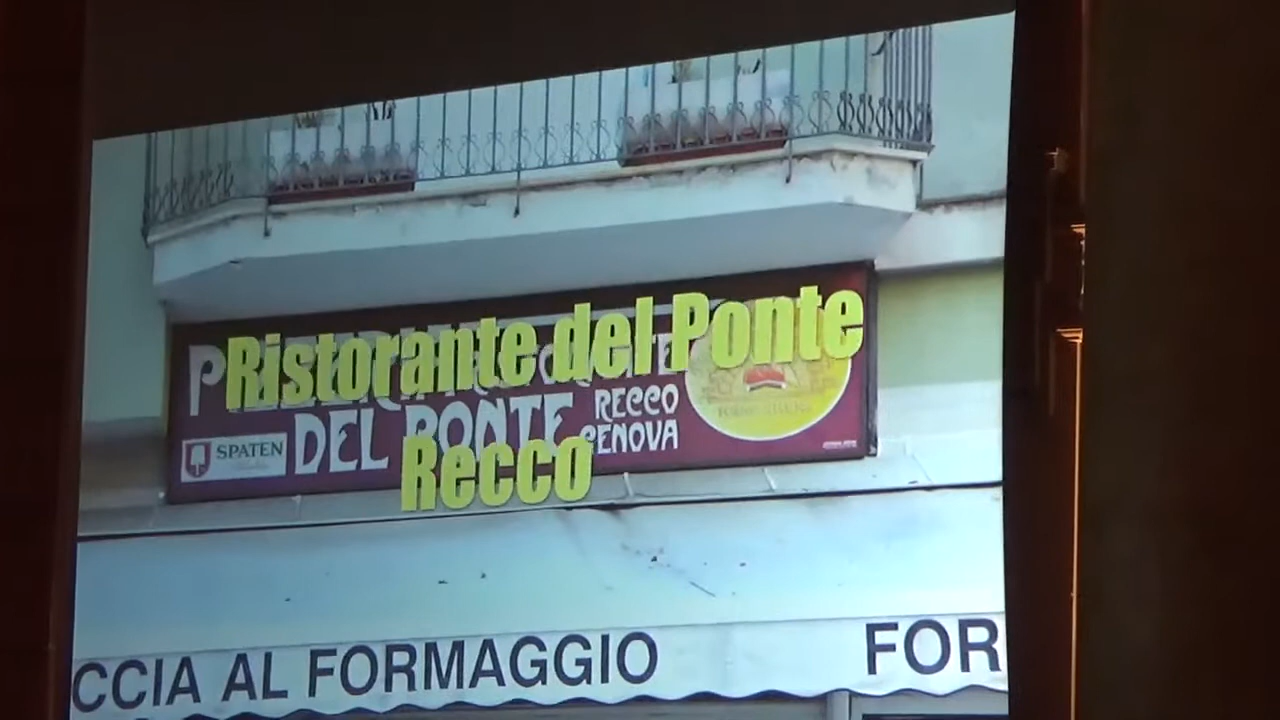 Ristorante del Ponte
DEL PONTE
RECCO
GENOVA
SPATEN
Recco
CCIA AL FORMAGGIO
FOR